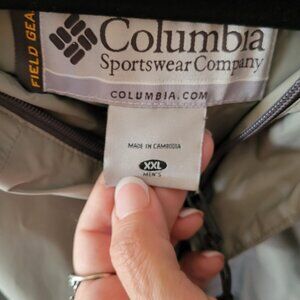 FIELD GEAR
Columbia
Sportswear Company
COLUMBIA.COM
MADE IN CAMBODIA
XXL
MEN'S